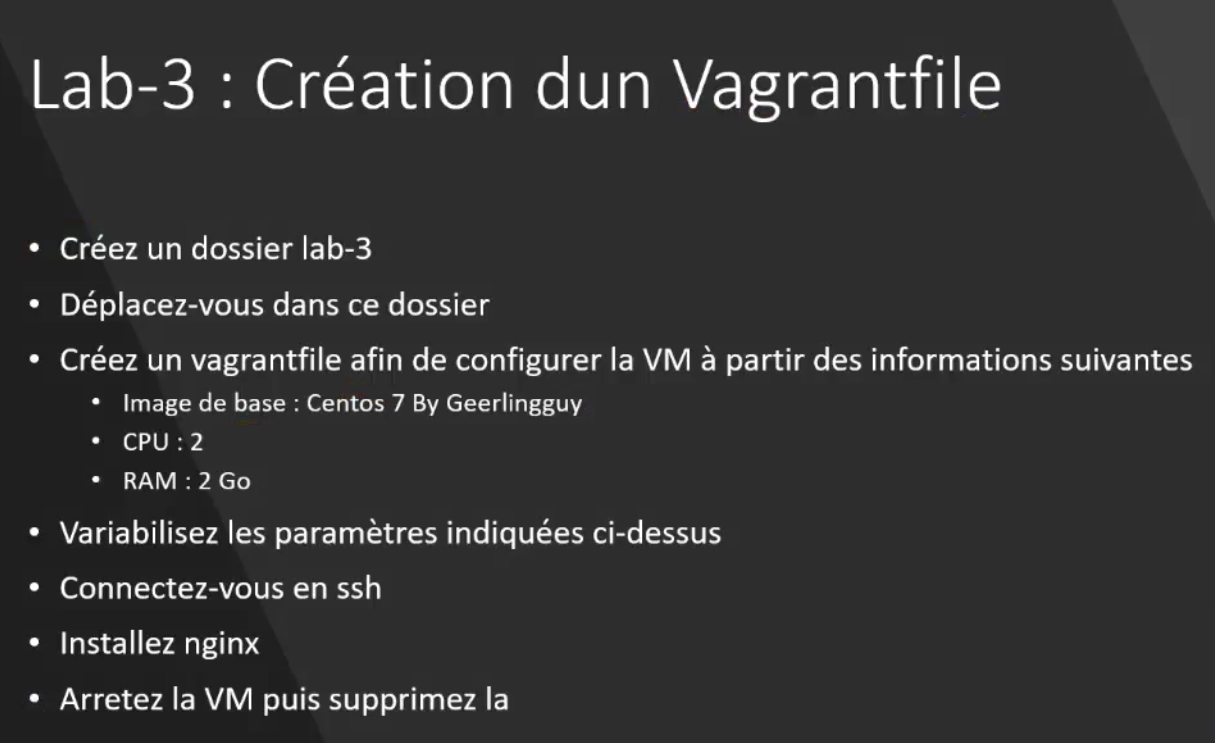 Lab-3 : Création dun Vagrantfile
• Créez un dossier lab-3
• Déplacez-vous dans ce dossier
• Créez un vagrantfile afin de configurer la VM à partir des informations suivantes
• Image de base : Centos 7 By Geerlingguy
• CPU : 2
• RAM : 2 Go
• Variabilisez les paramètres indiquées ci-dessus
• Connectez-vous en ssh
• Installez nginx
• Arretez la VM puis supprimez la